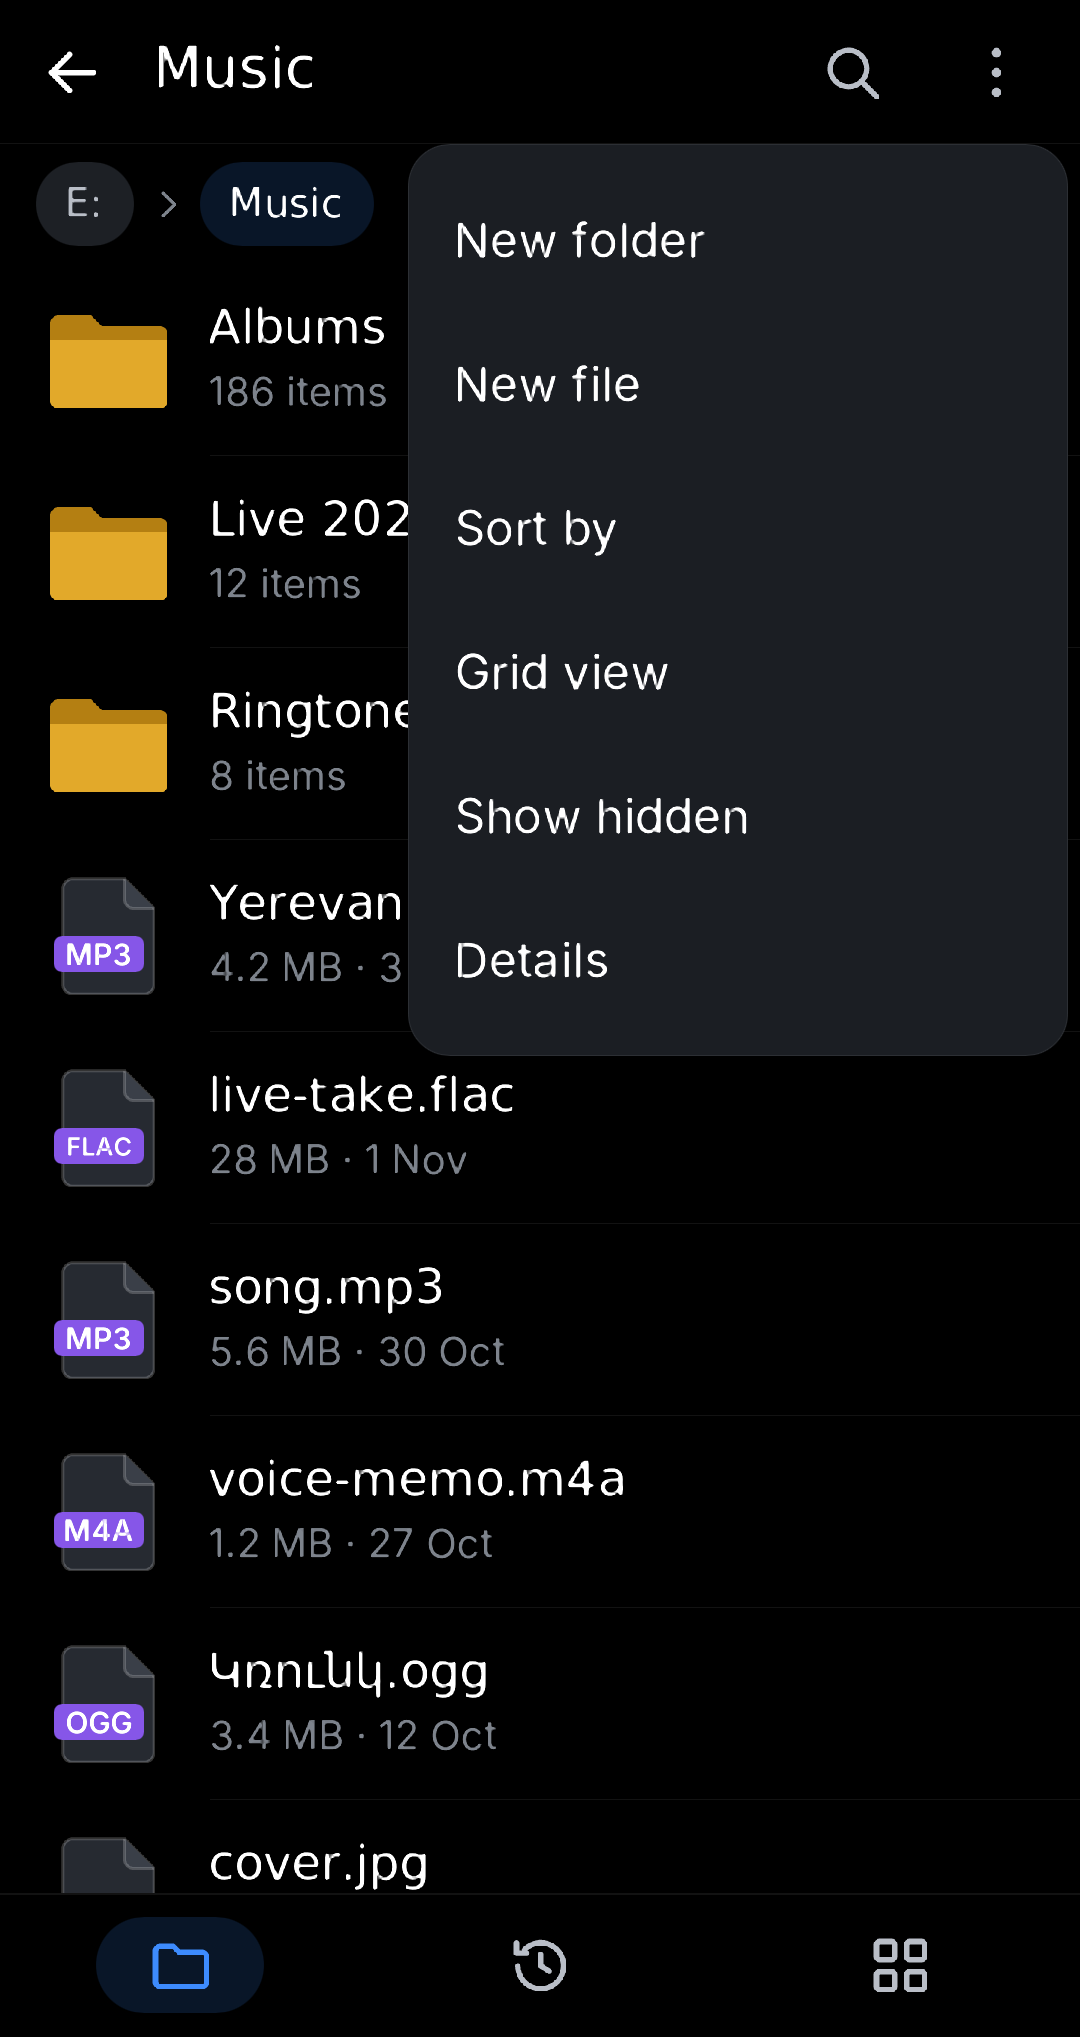 Music
E:
Music
New folder
New file
Sort by
Grid view
Show hidden
Details
Albums
186 items
Live
12 items
8 items
Yerevan
MP3
4.2 MB ·
live-take.flac
FLAC
28 MB · 1 Nov
song.mp3
MP3
5.6 MB · 30 Oct
voice-memo.m4a
M4A
1.2 MB · 27 Oct
Կռունկ.ogg
OGG
3.4 MB · 12 Oct
cover.jpg